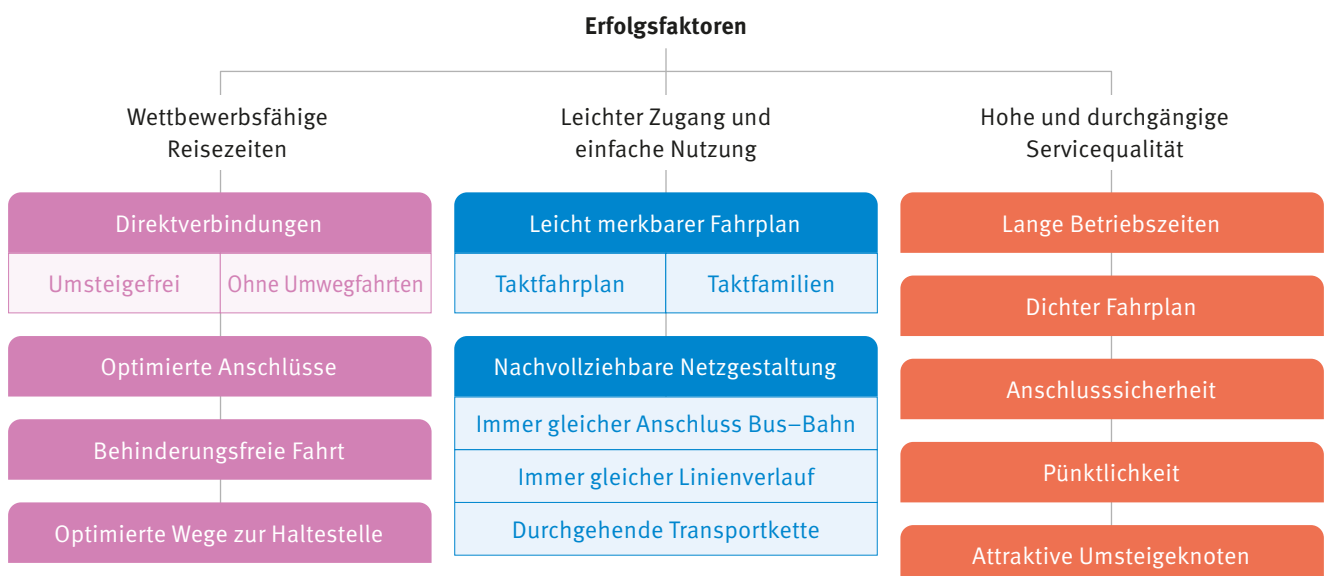 Erfolgsfaktoren
Wettbewerbsfähige
Reisezeiten
Direktverbindungen
Umsteigefrei
Ohne Umwegfahrten
Optimierte Anschlüsse
Behinderungsfreie Fahrt
Optimierte Wege zur Haltestelle
Leichter Zugang und
einfache Nutzung
Leicht merkbarer Fahrplan
Taktfahrplan
Taktfamilien
Nachvollziehbare Netzgestaltung
Immer gleicher Anschluss Bus–Bahn
Immer gleicher Linienverlauf
Durchgehende Transportkette
Hohe und durchgängige
Servicequalität
Lange Betriebszeiten
Dichter Fahrplan
Anschlusssicherheit
Pünktlichkeit
Attraktive Umsteigeknoten